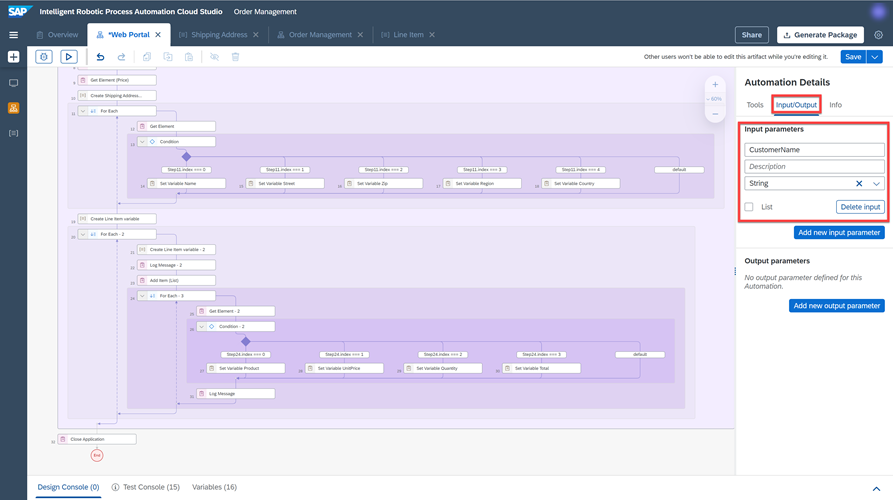 SAP Intelligent Robotic Process Automation Cloud Studio Order Management
Overview *Web Portal Shipping Address Order Management Line Item Share Generate Package
Other users won't be able to edit this artifact while you're editing it. Save
Get Element (Price)
Create Shipping Address...
For Each
Get Element
Condition
Step11.index === 0 Step11.index === 1 Step11.index === 2 Step11.index === 3 Step11.index === 4 default
Set Variable Name Set Variable Street Set Variable Zip Set Variable Region Set Variable Country
Create Line Item variable
For Each - 2
Create Line Item variable - 2
Log Message - 2
Add Item (List)
For Each - 3
Get Element - 2
Condition - 2
Step24.index === 0 Step24.index === 1 Step24.index === 2 Step24.index === 3 default
Set Variable Product Set Variable UnitPrice Set Variable Quantity Set Variable Total
Log Message
Close Application
End
60%
Automation Details
Tools Input/Output Info
Input parameters
CustomerName
Description
String
List Delete input
Add new input parameter
Output parameters
No output parameter defined for this
Automation.
Add new output parameter
Design Console (0) Test Console (15) Variables (16)